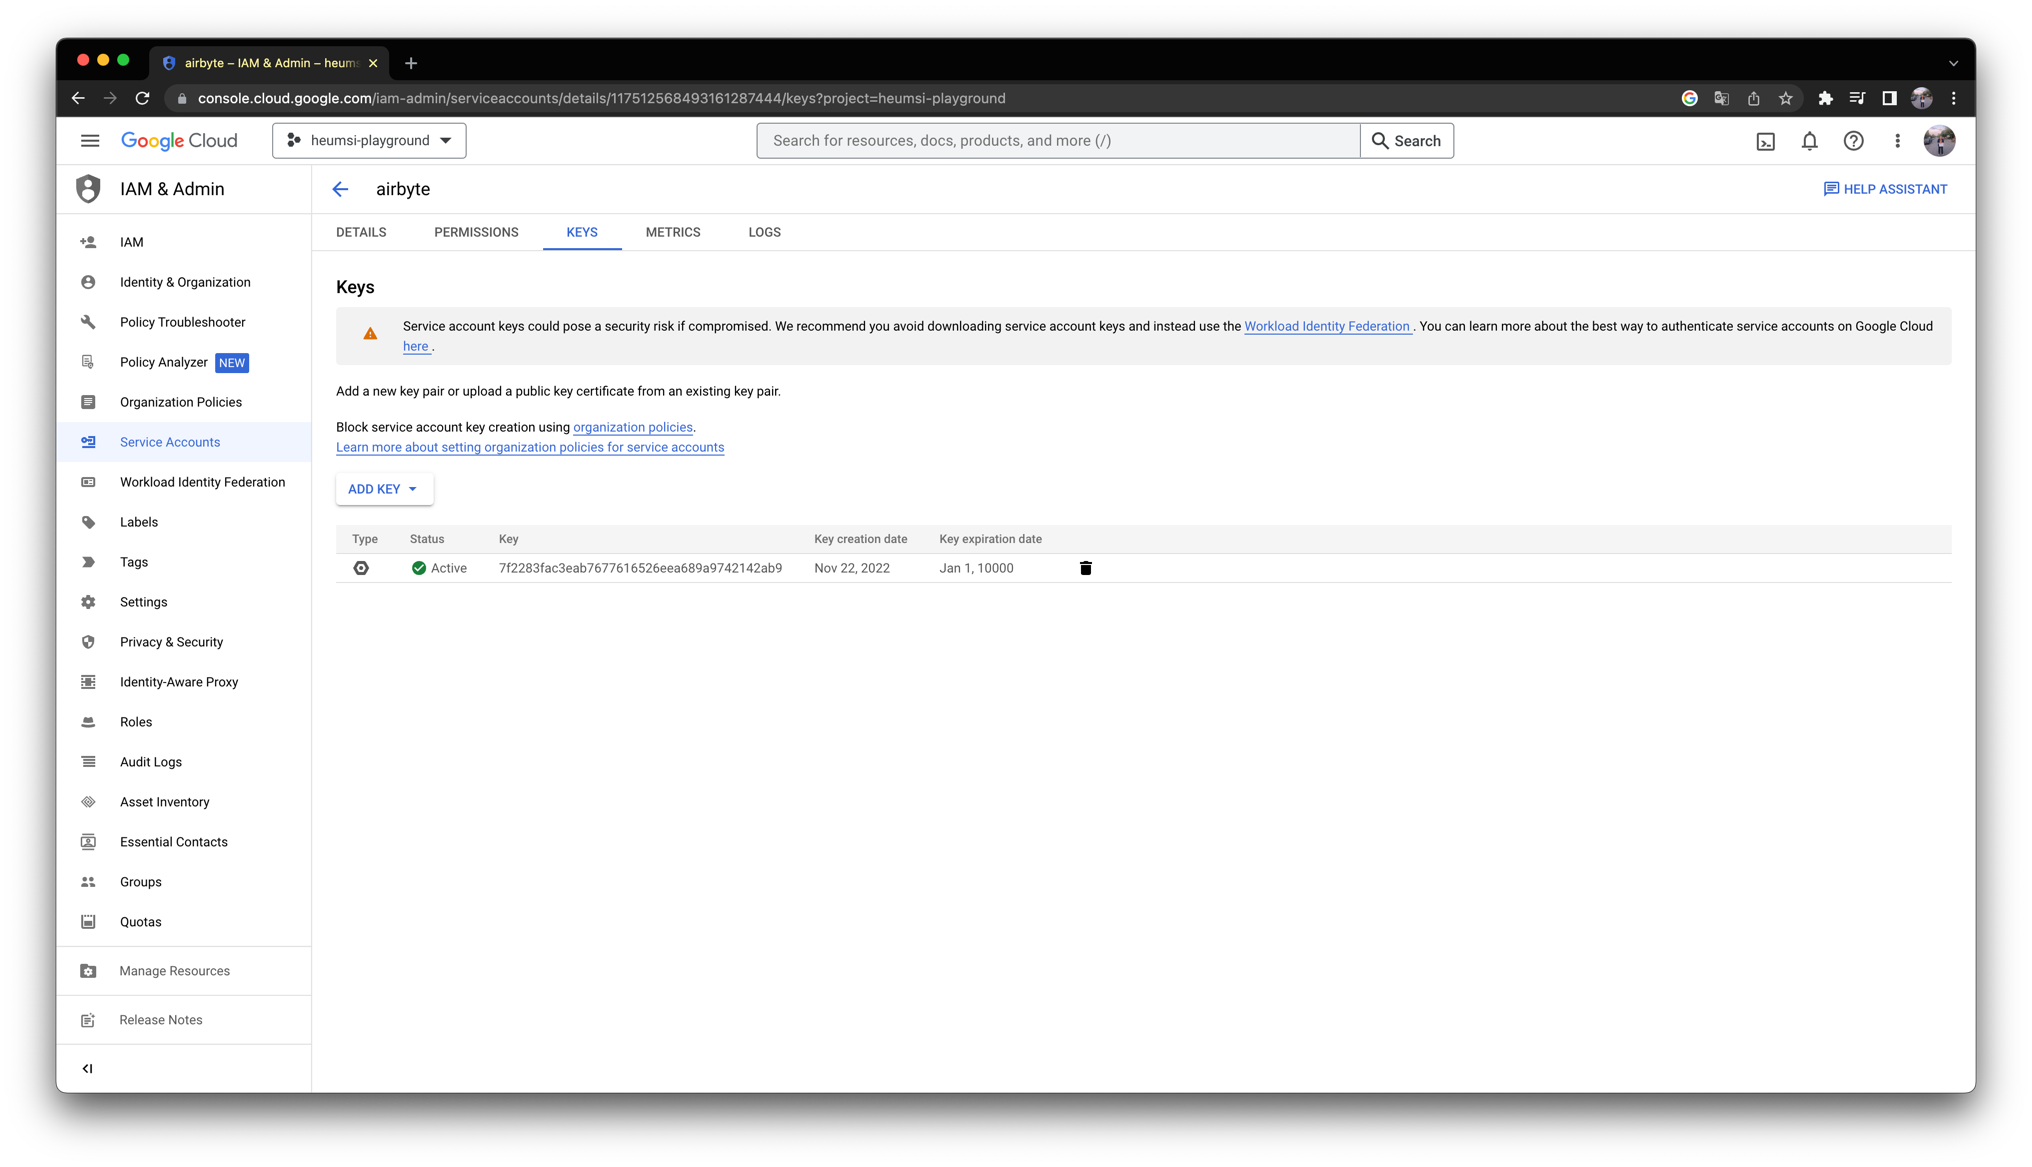 airbyte – IAM & Admin – heums
console.cloud.google.com/iam-admin/serviceaccounts/details/117512568493161287444/keys?project=heumsi-playground
Google Cloud
heumsi-playground
Search for resources, docs, products, and more (/)
Search
IAM & Admin
airbyte
HELP ASSISTANT
DETAILS
PERMISSIONS
KEYS
METRICS
LOGS
IAM
Identity & Organization
Policy Troubleshooter
Policy Analyzer NEW
Organization Policies
Service Accounts
Workload Identity Federation
Labels
Tags
Settings
Privacy & Security
Identity-Aware Proxy
Roles
Audit Logs
Asset Inventory
Essential Contacts
Groups
Quotas
Manage Resources
Release Notes
Keys
Service account keys could pose a security risk if compromised. We recommend you avoid downloading service account keys and instead use the Workload Identity Federation . You can learn more about the best way to authenticate service accounts on Google Cloud
here .
Add a new key pair or upload a public key certificate from an existing key pair.
Block service account key creation using organization policies.
Learn more about setting organization policies for service accounts
ADD KEY
Type Status Key Key creation date Key expiration date
Active 7f2283fac3eab7677616526eea689a9742142ab9 Nov 22, 2022 Jan 1, 10000